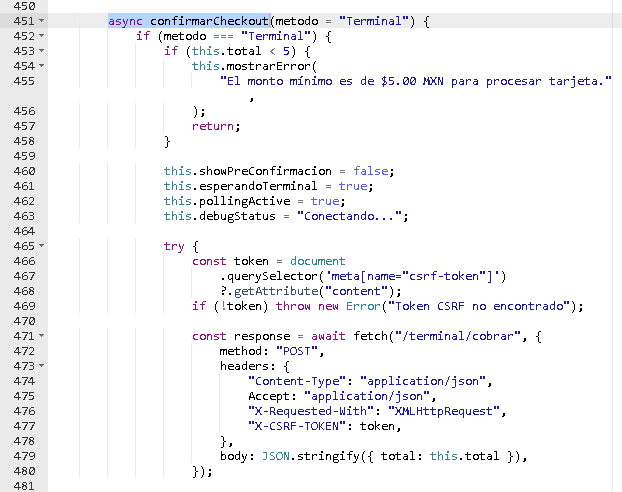 450
451 async confirmarCheckout(metodo = "Terminal") {
452 if (metodo === "Terminal") {
453 if (this.total < 5) {
454 this.mostrarError(
455 "El monto mínimo es de $5.00 MXN para procesar tarjeta."
,
456 );
457 return;
458 }
459
460 this.showPreConfirmacion = false;
461 this.esperandoTerminal = true;
462 this.pollingActive = true;
463 this.debugStatus = "Conectando...";
464
465 try {
466 const token = document
467 .querySelector('meta[name="csrf-token"]')
468 ?.getAttribute("content");
469 if (!token) throw new Error("Token CSRF no encontrado");
470
471 const response = await fetch("/terminal/cobrar", {
472 method: "POST",
473 headers: {
474 "Content-Type": "application/json",
475 Accept: "application/json",
476 "X-Requested-With": "XMLHttpRequest",
477 "X-CSRF-TOKEN": token,
478 },
479 body: JSON.stringify({ total: this.total }),
480 });
481